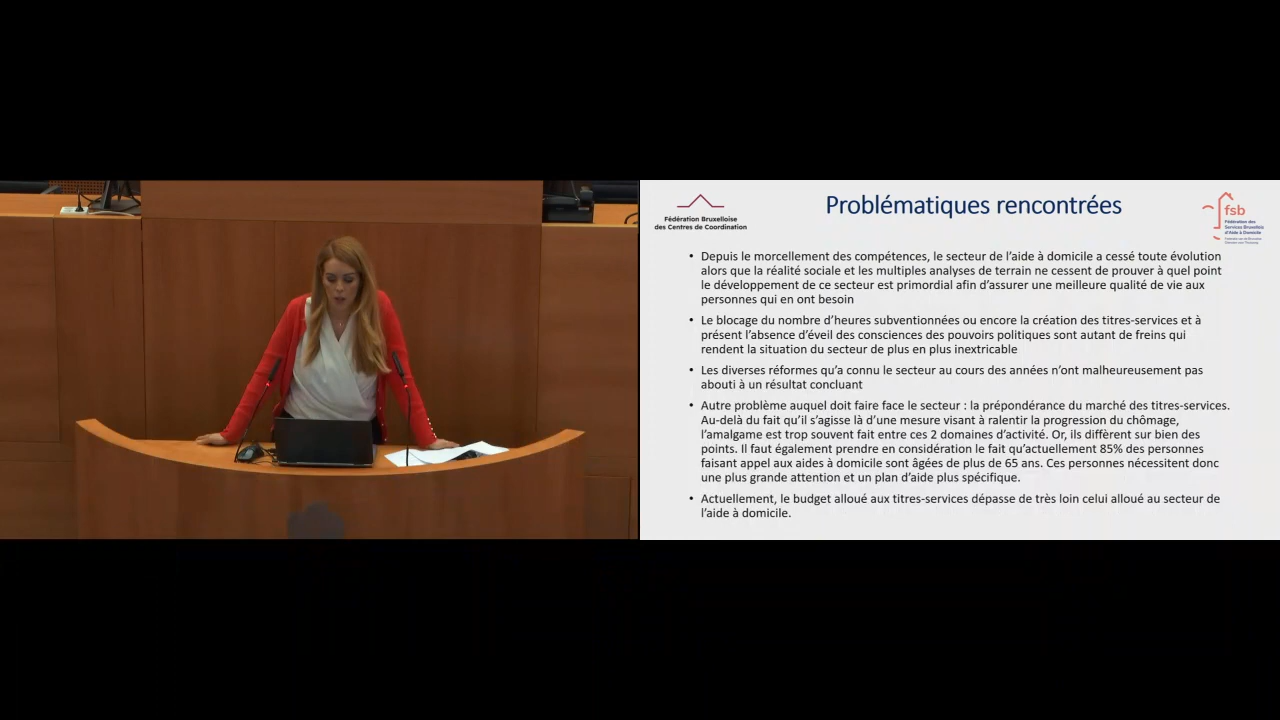 Fédération Bruxelloise
des Centres de Coordination
Problématiques rencontrées
fsb
Fédération des
Services Bruxellois
d'Aide à Domicile
• Depuis le morcellement des compétences, le secteur de l'aide à domicile a cessé toute évolution
alors que la réalité sociale et les multiples analyses de terrain ne cessent de prouver à quel point
le développement de ce secteur est primordial afin d'assurer une meilleure qualité de vie aux
personnes qui en ont besoin
• Le blocage du nombre d'heures subventionnées ou encore la création des titres-services et à
présent l'absence d'éveil des consciences des pouvoirs politiques sont autant de freins qui
rendent la situation du secteur de plus en plus inextricable
• Les diverses réformes qu'a connu le secteur au cours des années n'ont malheureusement pas
abouti à un résultat concluant
• Autre problème auquel doit faire face le secteur : la prépondérance du marché des titres-services.
Au-delà du fait qu'il s'agisse là d'une mesure visant à ralentir la progression du chômage,
l'amalgame est trop souvent fait entre ces 2 domaines d'activité. Or, ils diffèrent sur bien des
points. Il faut également prendre en considération le fait qu'actuellement 85% des personnes
faisant appel aux aides à domicile sont âgées de plus de 65 ans. Ces personnes nécessitent donc
une plus grande attention et un plan d'aide plus spécifique.
• Actuellement, le budget alloué aux titres-services dépasse de très loin celui alloué au secteur de
l'aide à domicile.